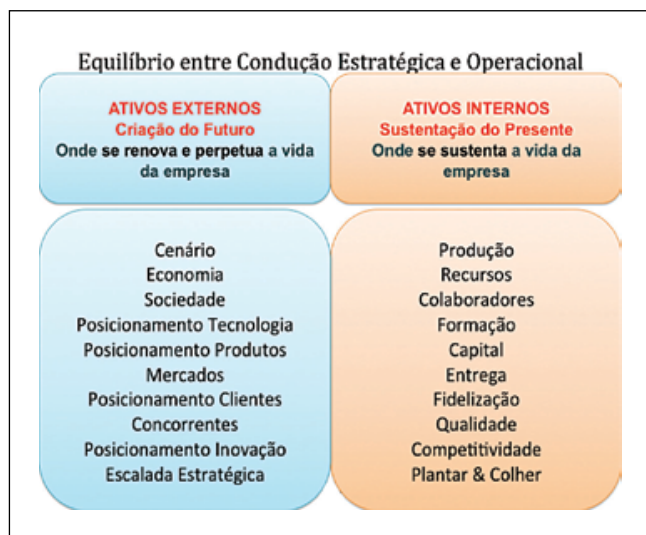 Equilíbrio entre Condução Estratégica e Operacional
ATIVOS EXTERNOS
Criação do Futuro
Onde se renova e perpetua a vida
da empresa
ATIVOS INTERNOS
Sustentação do Presente
Onde se sustenta a vida da
empresa
Cenário
Economia
Sociedade
Posicionamento Tecnologia
Posicionamento Produtos
Mercados
Posicionamento Clientes
Concorrentes
Posicionamento Inovação
Escalada Estratégica
Produção
Recursos
Colaboradores
Formação
Capital
Entrega
Fidelização
Qualidade
Competitividade
Plantar & Colher